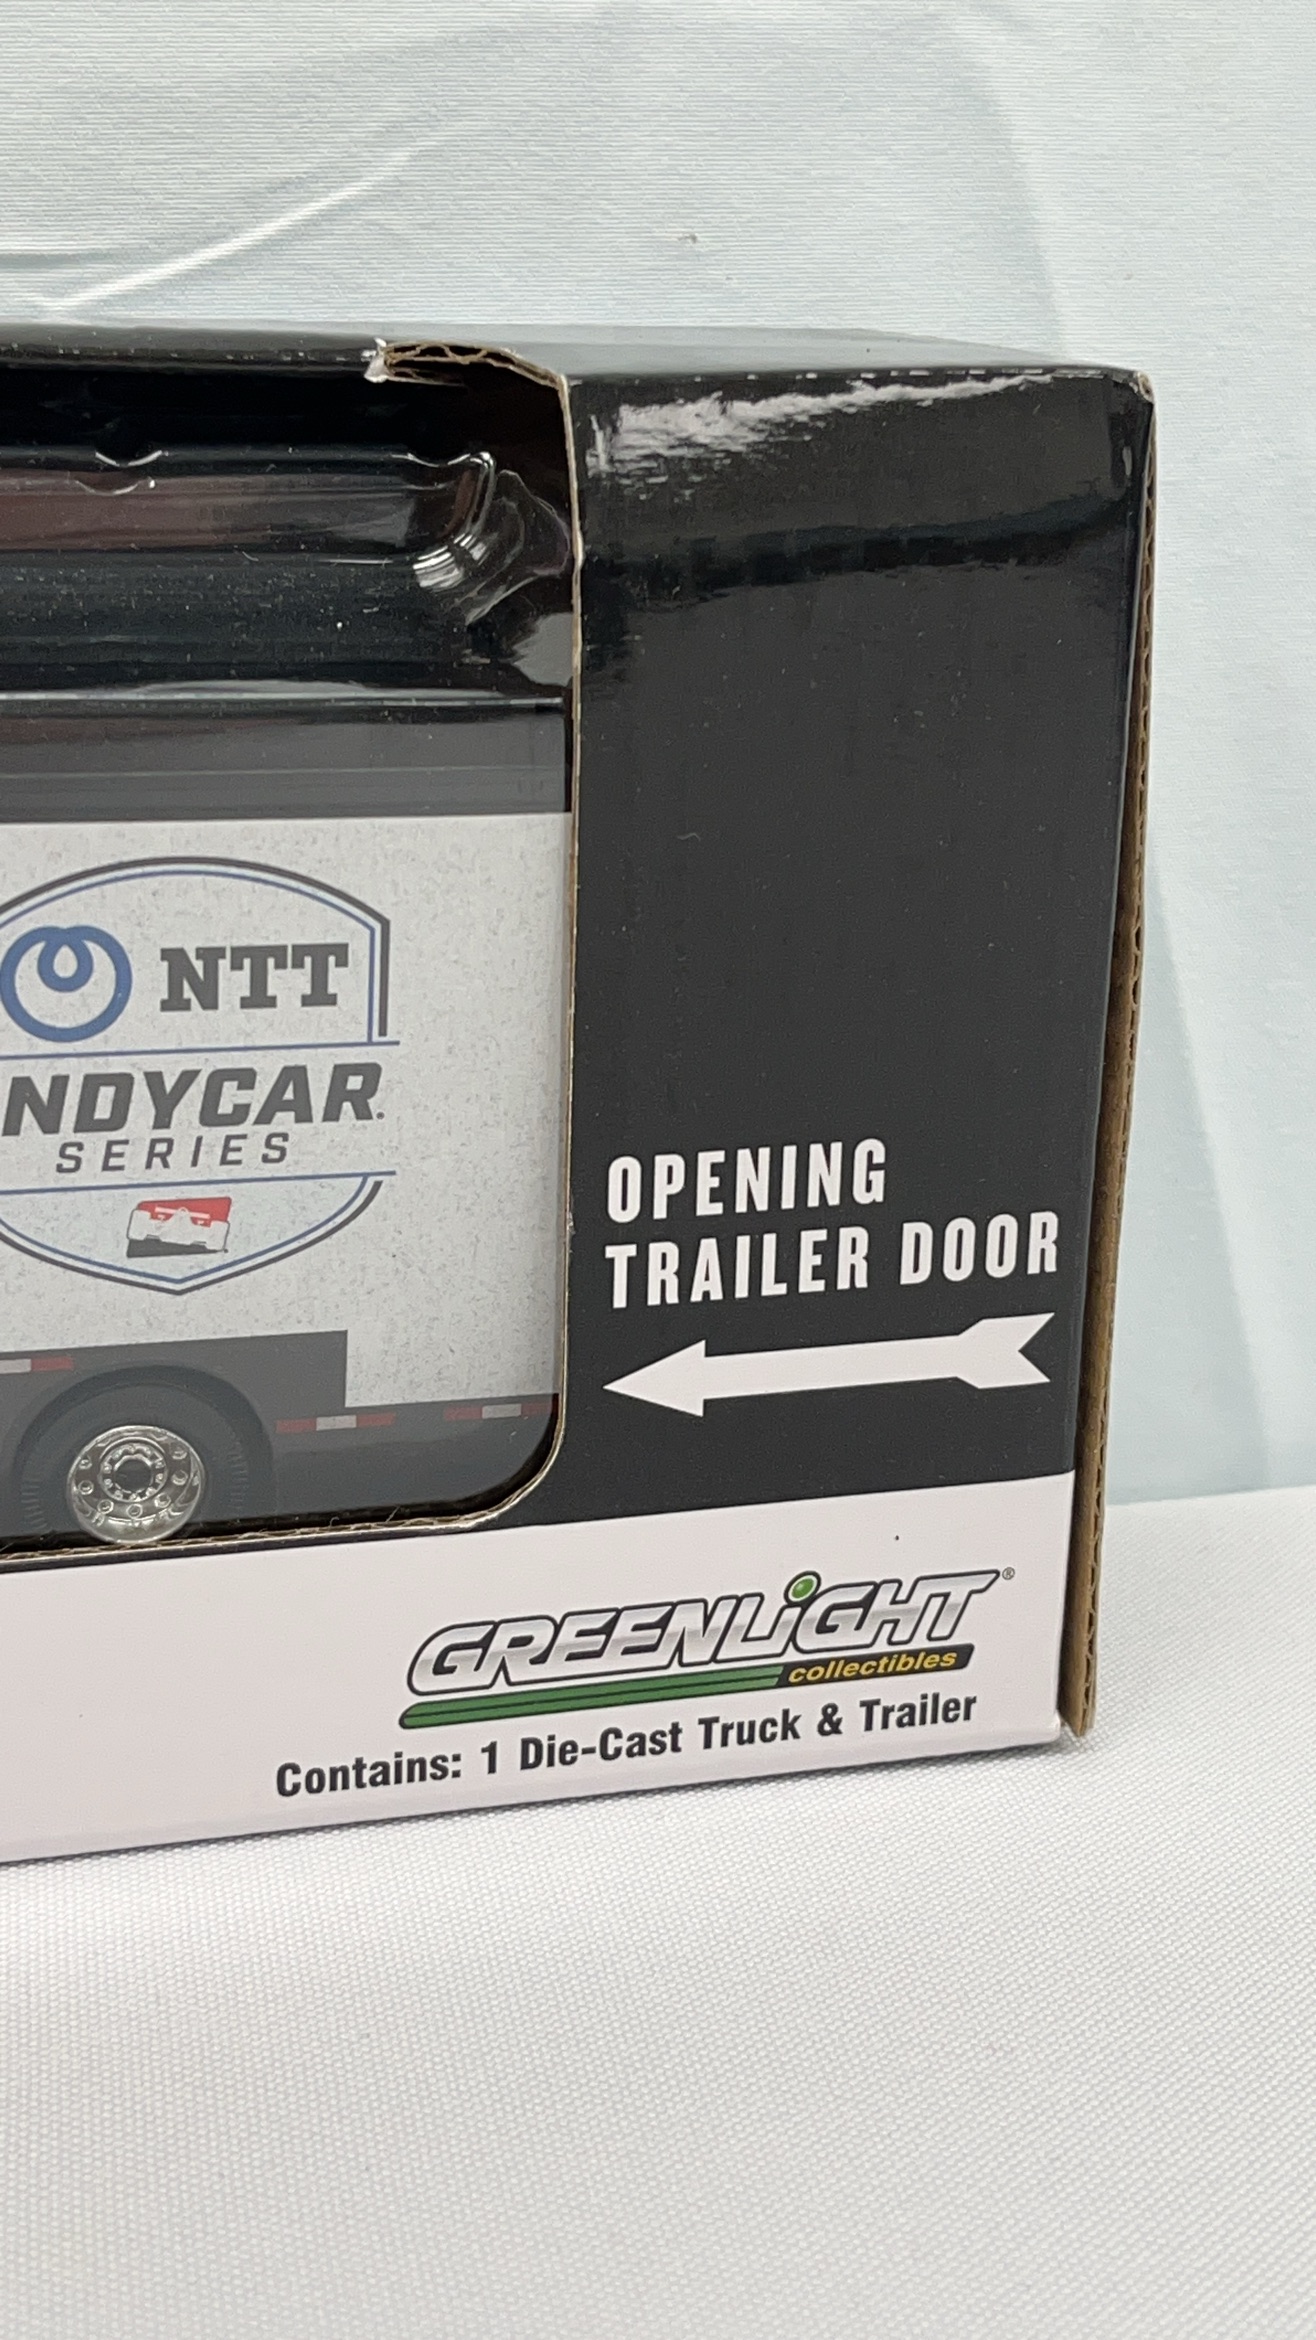 NTT
NDYCAR.
SERIES
OPENING
TRAILER DOOR
GREENLiGHT®
collectibles
Contains: 1 Die-Cast Truck & Trailer